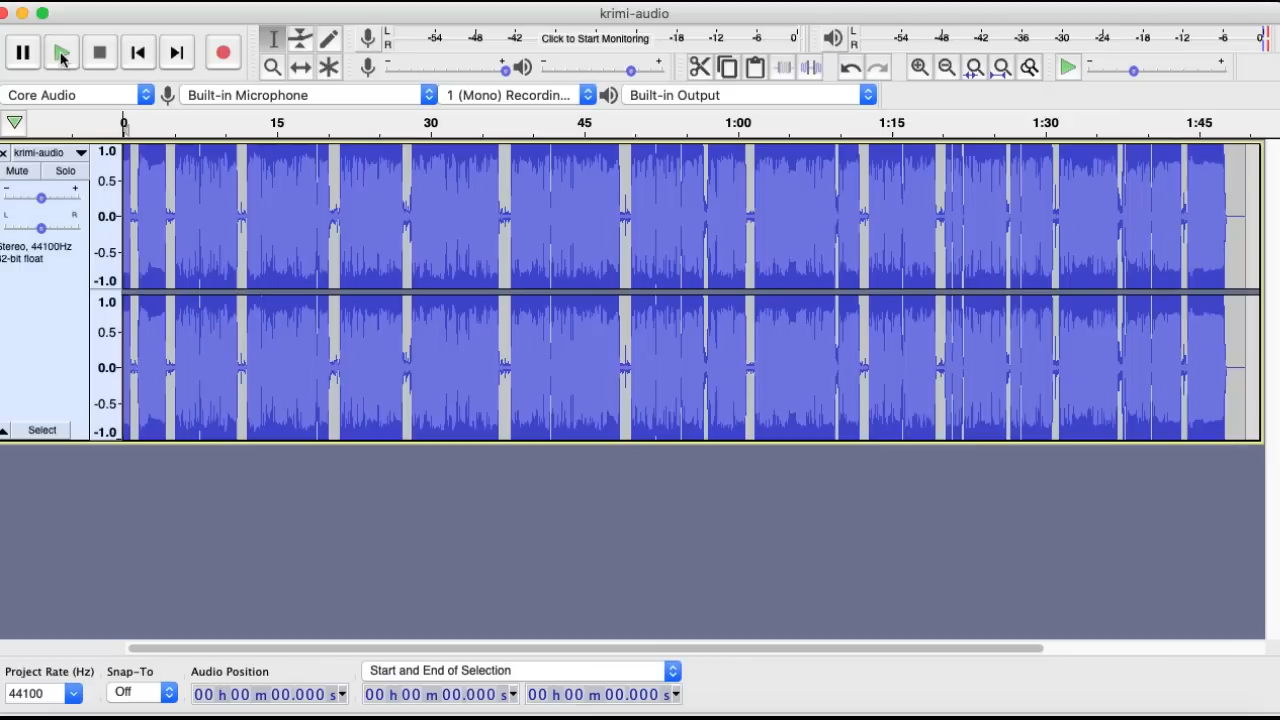 krimi-audio
L
R
-54 -48 -42 Click to Start Monitoring -18 -12 -6 0
L
R
-54 -48 -42 -36 -30 -24 -18 -12 -6 0
- + - + - +
Core Audio Built-in Microphone 1 (Mono) Recordin... Built-in Output
0 15 30 45 1:00 1:15 1:30 1:45
krimi-audio
Mute Solo
- +
L R
Stereo, 44100Hz
32-bit float
Select
1.0
0.5
0.0
-0.5
-1.0
1.0
0.5
0.0
-0.5
-1.0
Project Rate (Hz) Snap-To Audio Position Start and End of Selection
44100 Off 00 h 00 m 00.000 s 00 h 00 m 00.000 s 00 h 00 m 00.000 s